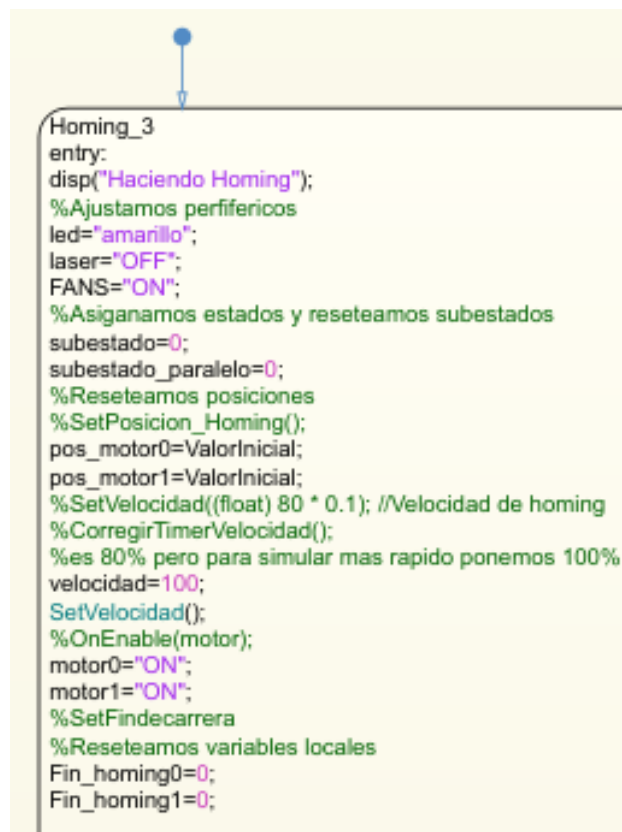 Homing_3
entry:
disp("Haciendo Homing");
%Ajustamos perfifericos
led="amarillo";
laser="OFF";
FANS="ON";
%Asiganamos estados y reseteamos subestados
subestado=0;
subestado_paralelo=0;
%Reseteamos posiciones
%SetPosicion_Homing();
pos_motor0=ValorInicial;
pos_motor1=ValorInicial;
%SetVelocidad((float) 80 * 0.1); //Velocidad de homing
%CorregirTimerVelocidad();
%es 80% pero para simular mas rapido ponemos 100%
velocidad=100;
SetVelocidad();
%OnEnable(motor);
motor0="ON";
motor1="ON";
%SetFindecarrera
%Reseteamos variables locales
Fin_homing0=0;
Fin_homing1=0;